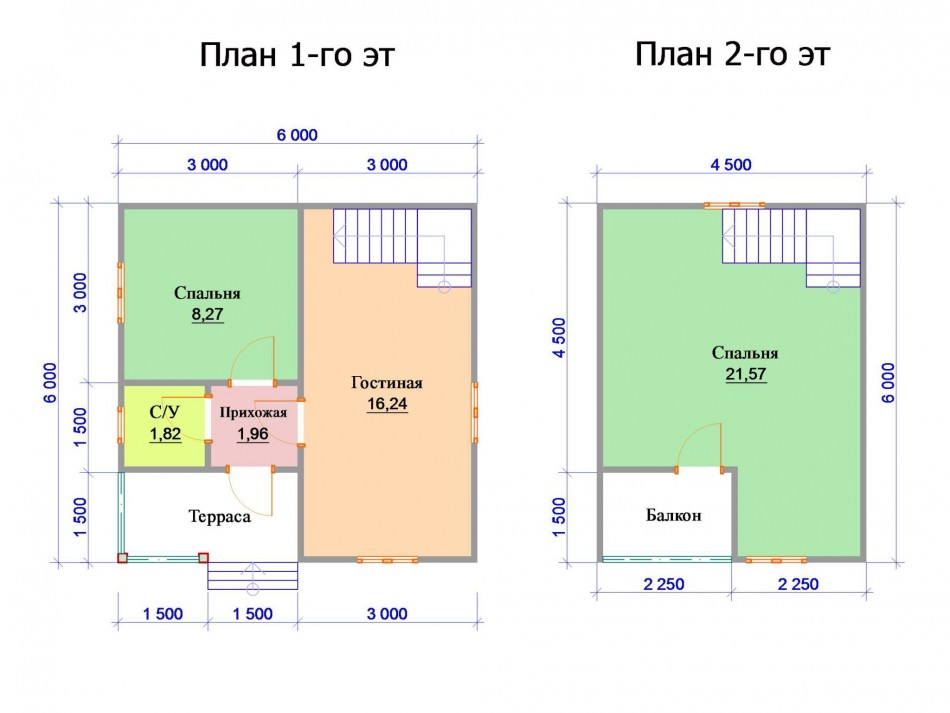 План 1-го эт
План 2-го эт
6 000
3 000
3 000
6 000
3 000
1 500
1 500
Спальня
8,27
С/У
1,82
Прихожая
1,96
Гостиная
16,24
Терраса
1 500
1 500
3 000
4 500
4 500
1 500
6 000
Спальня
21,57
Балкон
2 250
2 250